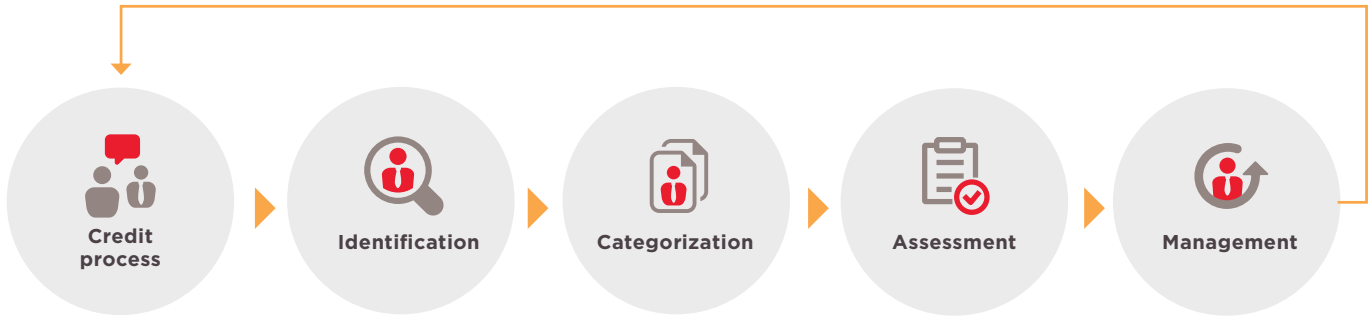 Credit
process
Identification
Categorization
Assessment
Management